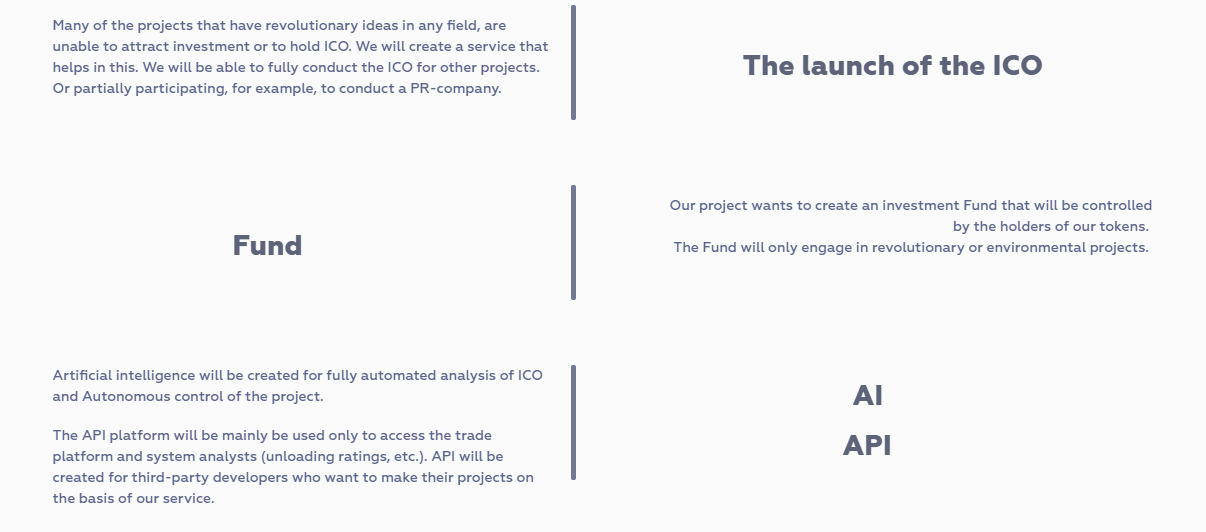 Many of the projects that have revolutionary ideas in any field, are
unable to attract investment or to hold ICO. We will create a service that
helps in this. We will be able to fully conduct the ICO for other projects.
Or partially participating, for example, to conduct a PR-company.
The launch of the ICO
Fund
Our project wants to create an investment Fund that will be controlled
by the holders of our tokens.
The Fund will only engage in revolutionary or environmental projects.
Artificial intelligence will be created for fully automated analysis of ICO
and Autonomous control of the project.
The API platform will be mainly be used only to access the trade
platform and system analysts (unloading ratings, etc.). API will be
created for third-party developers who want to make their projects on
the basis of our service.
AI
API